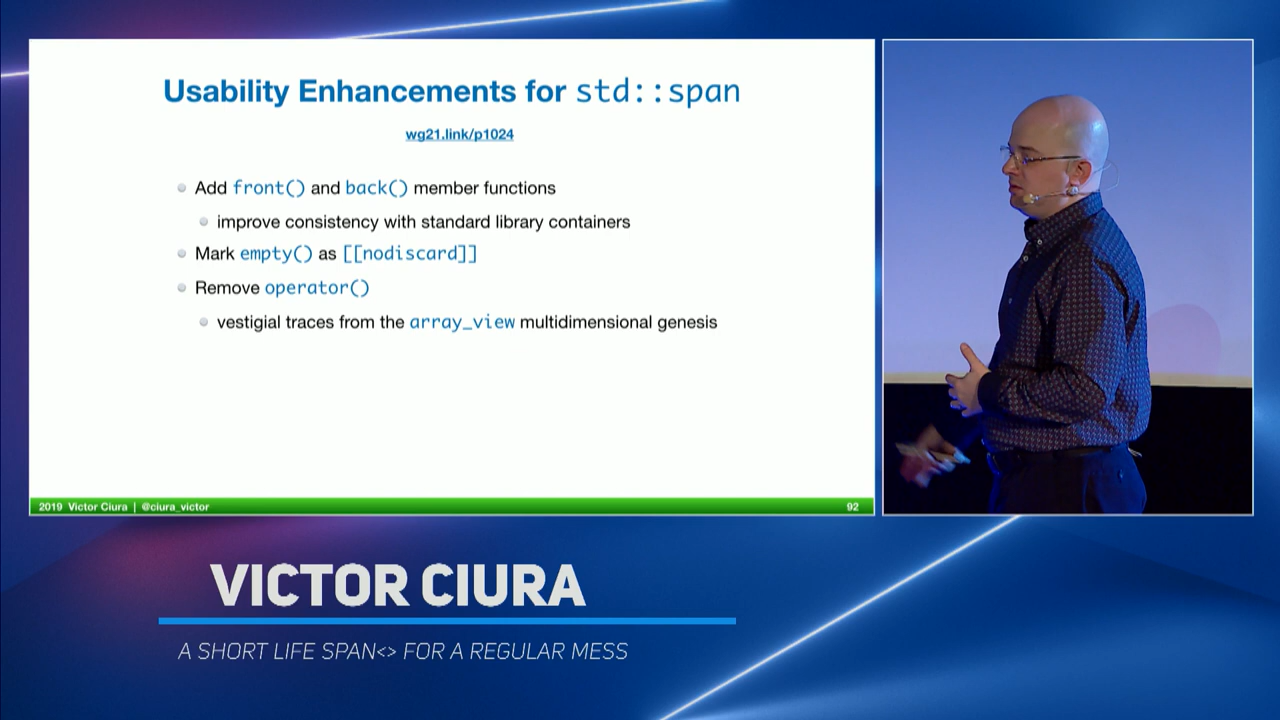 Usability Enhancements for std::span
wg21.link/p1024
Add front() and back() member functions
improve consistency with standard library containers
Mark empty() as [[nodiscard]]
Remove operator()
vestigial traces from the array_view multidimensional genesis
2019 Victor Ciura | @ciura_victor
92
VICTOR CIURA
A SHORT LIFE SPAN<> FOR A REGULAR MESS